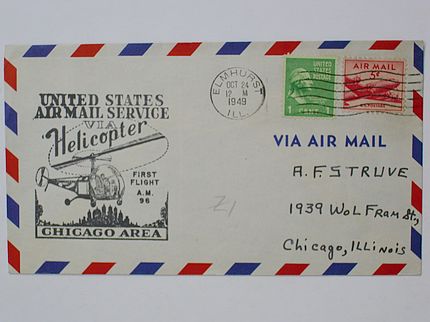 UNITED STATES
AIR MAIL SERVICE
VIA
Helicopter
FIRST
FLIGHT
A.M.
96
CHICAGO AREA
ELMHURST
OCT 24
12 M
1949
ILL.
UNITED
STATES
POSTAGE
1 CENT 1
AIR MAIL
5¢
U.S. POSTAGE
VIA AIR MAIL
A.F STRUVE
1939 WOLFRAM St.,
Chicago, ILLinois
21